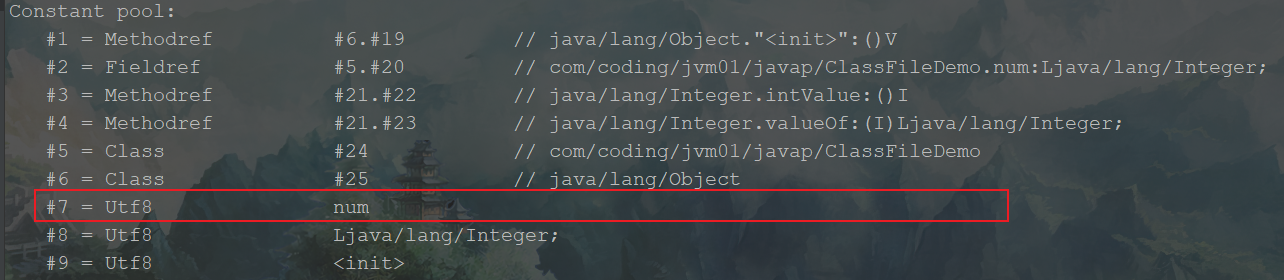 Constant pool:
#1 = Methodref #6.#19 // java/lang/Object."<init>":()V
#2 = Fieldref #5.#20 // com/coding/jvm01/javap/ClassFileDemo.num:Ljava/lang/Integer;
#3 = Methodref #21.#22 // java/lang/Integer.intValue:()I
#4 = Methodref #21.#23 // java/lang/Integer.valueOf:(I)Ljava/lang/Integer;
#5 = Class #24 // com/coding/jvm01/javap/ClassFileDemo
#6 = Class #25 // java/lang/Object
#7 = Utf8 num
#8 = Utf8 Ljava/lang/Integer;
#9 = Utf8 <init>